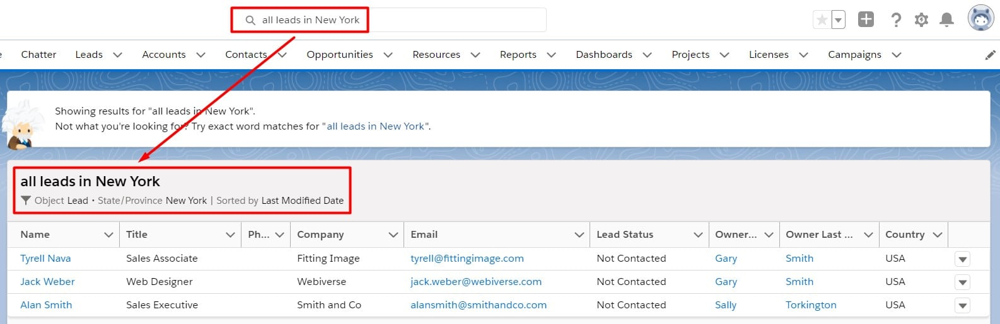 all leads in New York
Chatter Leads Accounts Contacts Opportunities Resources Reports Dashboards Projects Licenses Campaigns
Showing results for "all leads in New York".
Not what you're looking for? Try exact word matches for "all leads in New York".
all leads in New York
Object Lead • State/Province New York | Sorted by Last Modified Date
Name Title Ph... Company Email Lead Status Owner... Owner Last ... Country
Tyrell Nava Sales Associate Fitting Image tyrell@fittingimage.com Not Contacted Gary Smith USA
Jack Weber Web Designer Webiverse jack.weber@webiverse.com Not Contacted Gary Smith USA
Alan Smith Sales Executive Smith and Co alansmith@smithandco.com Not Contacted Sally Torkington USA